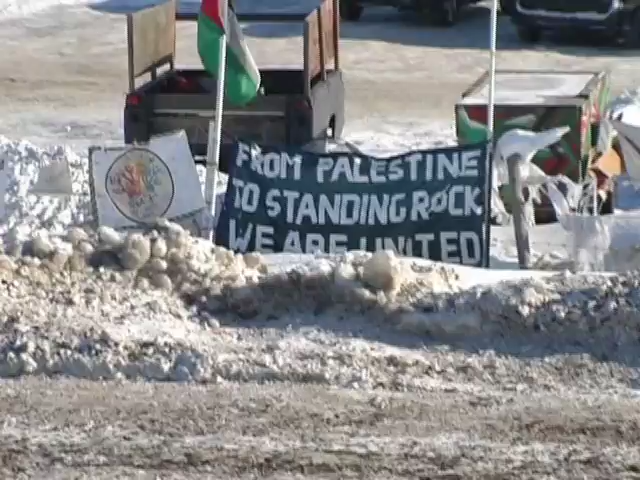 FROM PALESTINE
TO STANDING ROCK
WE ARE UNITED